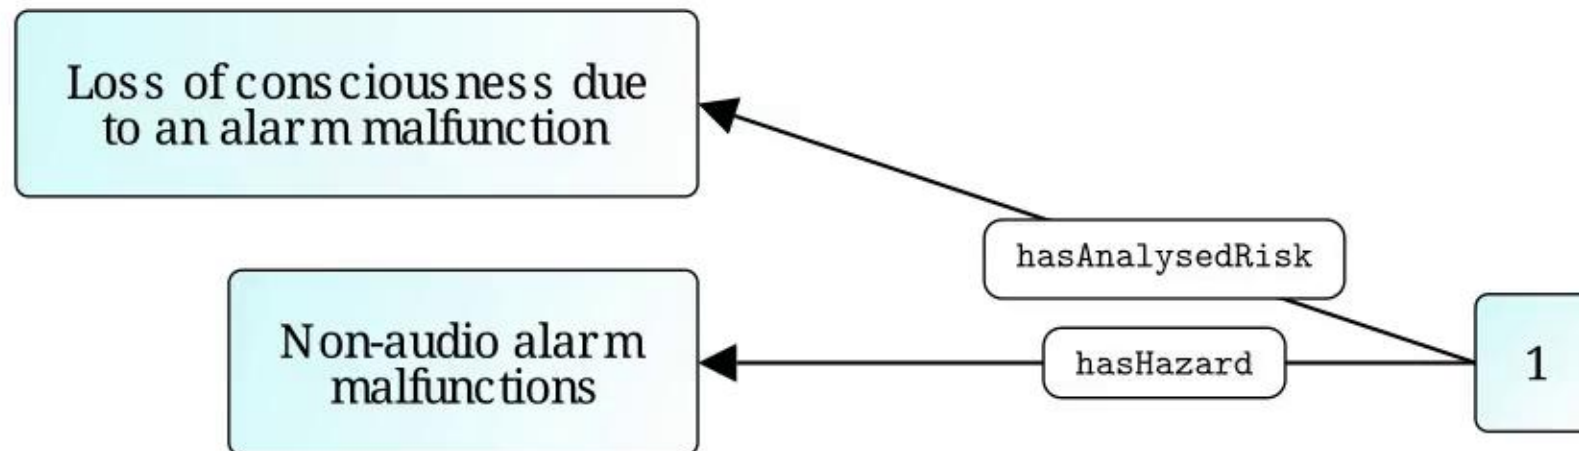 Loss of consciousness due
to an alarm malfunction
hasAnalysedRisk
Non-audio alarm
malfunctions
hasHazard
1